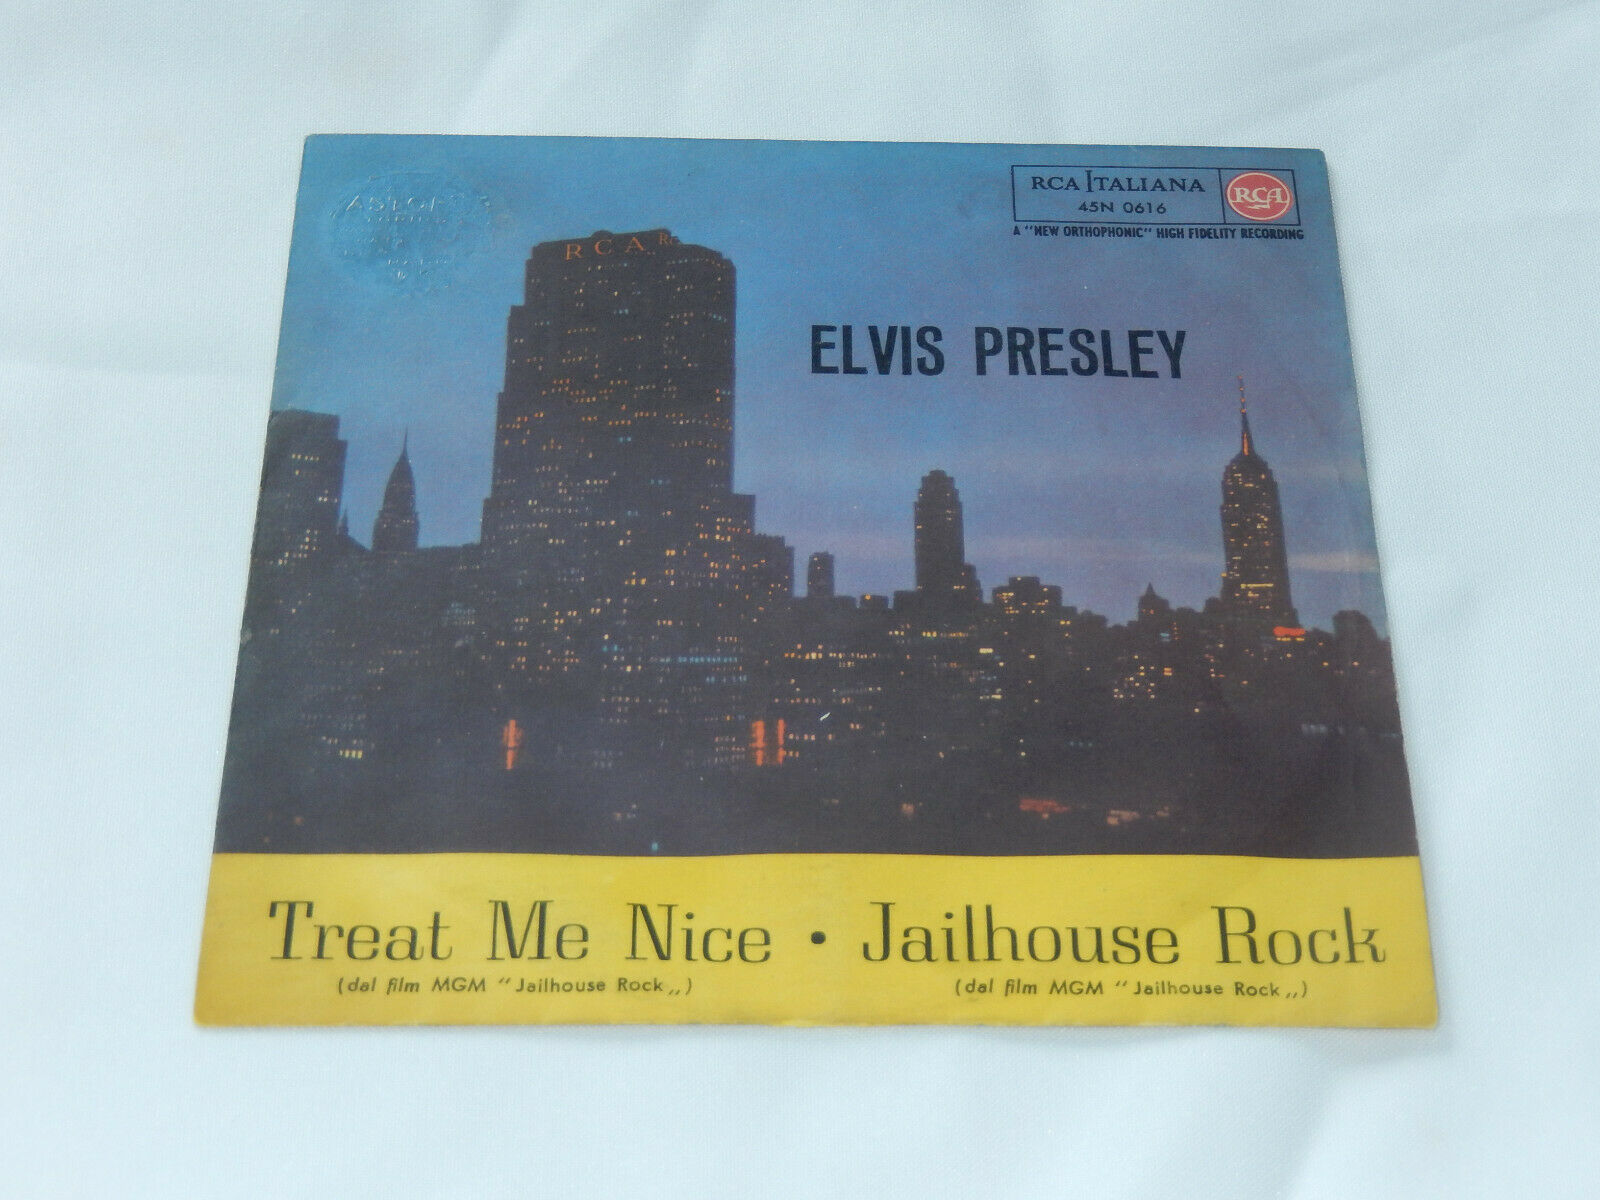 RCA ITALIANA
45N 0616
RCA
A "NEW ORTHOPHONIC" HIGH FIDELITY RECORDING
RCA R
ELVIS PRESLEY
Treat Me Nice • Jailhouse Rock
(dal film MGM “Jailhouse Rock„) (dal film MGM “Jailhouse Rock„)